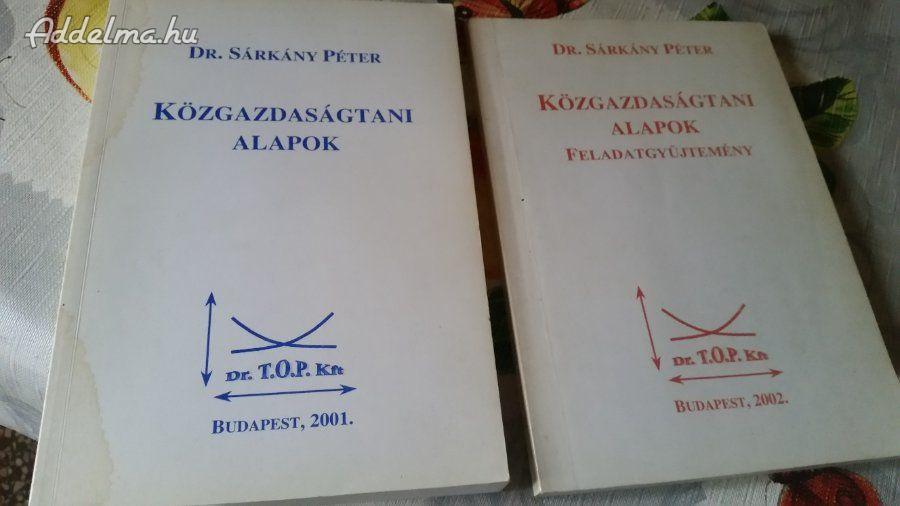 Addelma.hu
DR. SÁRKÁNY PÉTER
KÖZGAZDASÁGTANI
ALAPOK
Dr. T.O.P. Kft
BUDAPEST, 2001.
DR. SÁRKÁNY PÉTER
KÖZGAZDASÁGTANI
ALAPOK
FELADATGYŰJTEMÉNY
Dr. T.O.P. Kft
BUDAPEST, 2002.